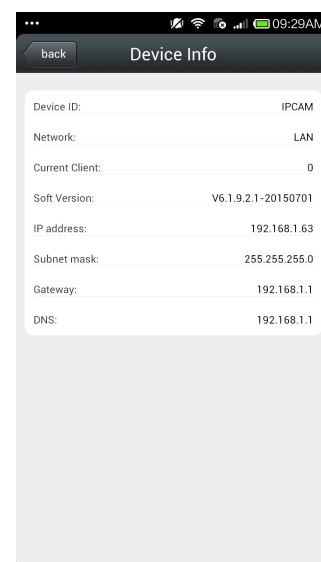 09:29AM
back
Device Info
Device ID: IPCAM
Network: LAN
Current Client: 0
Soft Version: V6.1.9.2.1-20150701
IP address: 192.168.1.63
Subnet mask: 255.255.255.0
Gateway: 192.168.1.1
DNS: 192.168.1.1